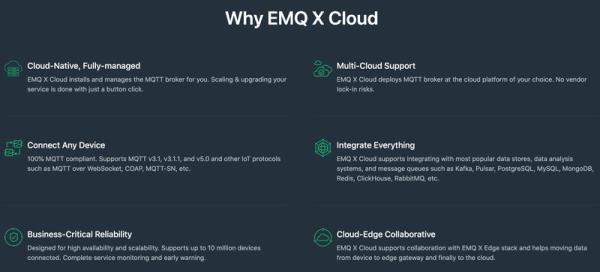 Why EMQ X Cloud
Cloud-Native, Fully-managed
EMQ X Cloud installs and manages the MQTT broker for you. Scaling & upgrading your
service is done with just a button click.
Multi-Cloud Support
EMQ X Cloud deploys MQTT broker at the cloud platform of your choice. No vendor
lock-in risks.
Connect Any Device
100% MQTT compliant. Supports MQTT v3.1, v3.1.1, and v5.0 and other IoT protocols
such as MQTT over WebSocket, COAP, MQTT-SN, etc.
Integrate Everything
EMQ X Cloud supports integrating with most popular data stores, data analysis
systems, and message queues such as Kafka, Pulsar, PostgreSQL, MySQL, MongoDB,
Redis, ClickHouse, RabbitMQ, etc.
Business-Critical Reliability
Designed for high availability and scalability. Supports up to 10 million devices
connected. Complete service monitoring and early warning.
Cloud-Edge Collaborative
EMQ X Cloud supports collaboration with EMQ X Edge stack and helps moving data
from device to edge gateway and finally to the cloud.